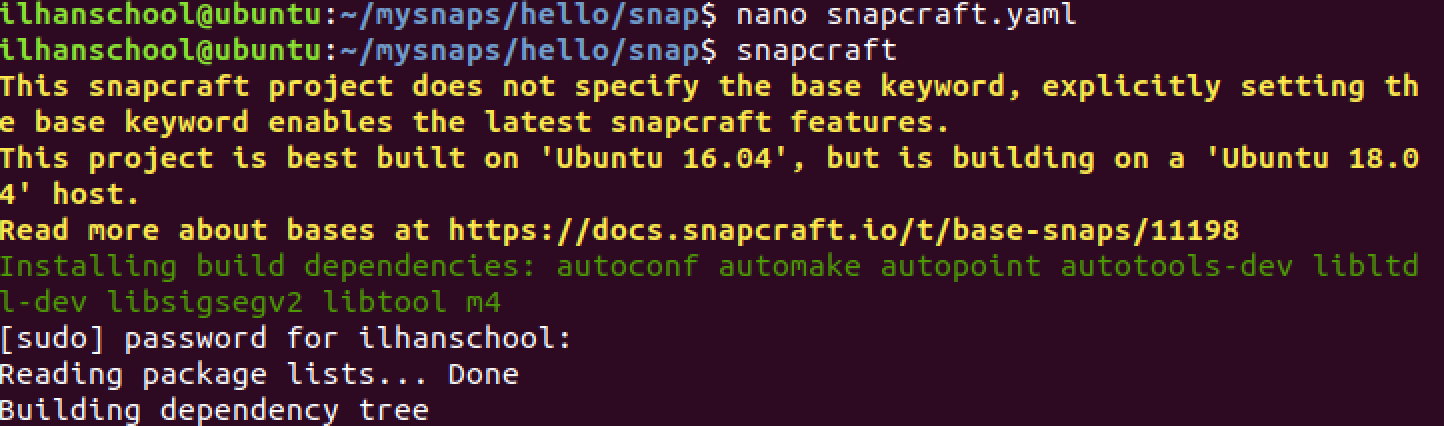 ilhanschool@ubuntu:~/mysnaps/hello/snap$ nano snapcraft.yaml
ilhanschool@ubuntu:~/mysnaps/hello/snap$ snapcraft
This snapcraft project does not specify the base keyword, explicitly setting th
e base keyword enables the latest snapcraft features.
This project is best built on 'Ubuntu 16.04', but is building on a 'Ubuntu 18.0
4' host.
Read more about bases at https://docs.snapcraft.io/t/base-snaps/11198
Installing build dependencies: autoconf automake autopoint autotools-dev libltd
l-dev libsigsegv2 libtool m4
[sudo] password for ilhanschool:
Reading package lists... Done
Building dependency tree